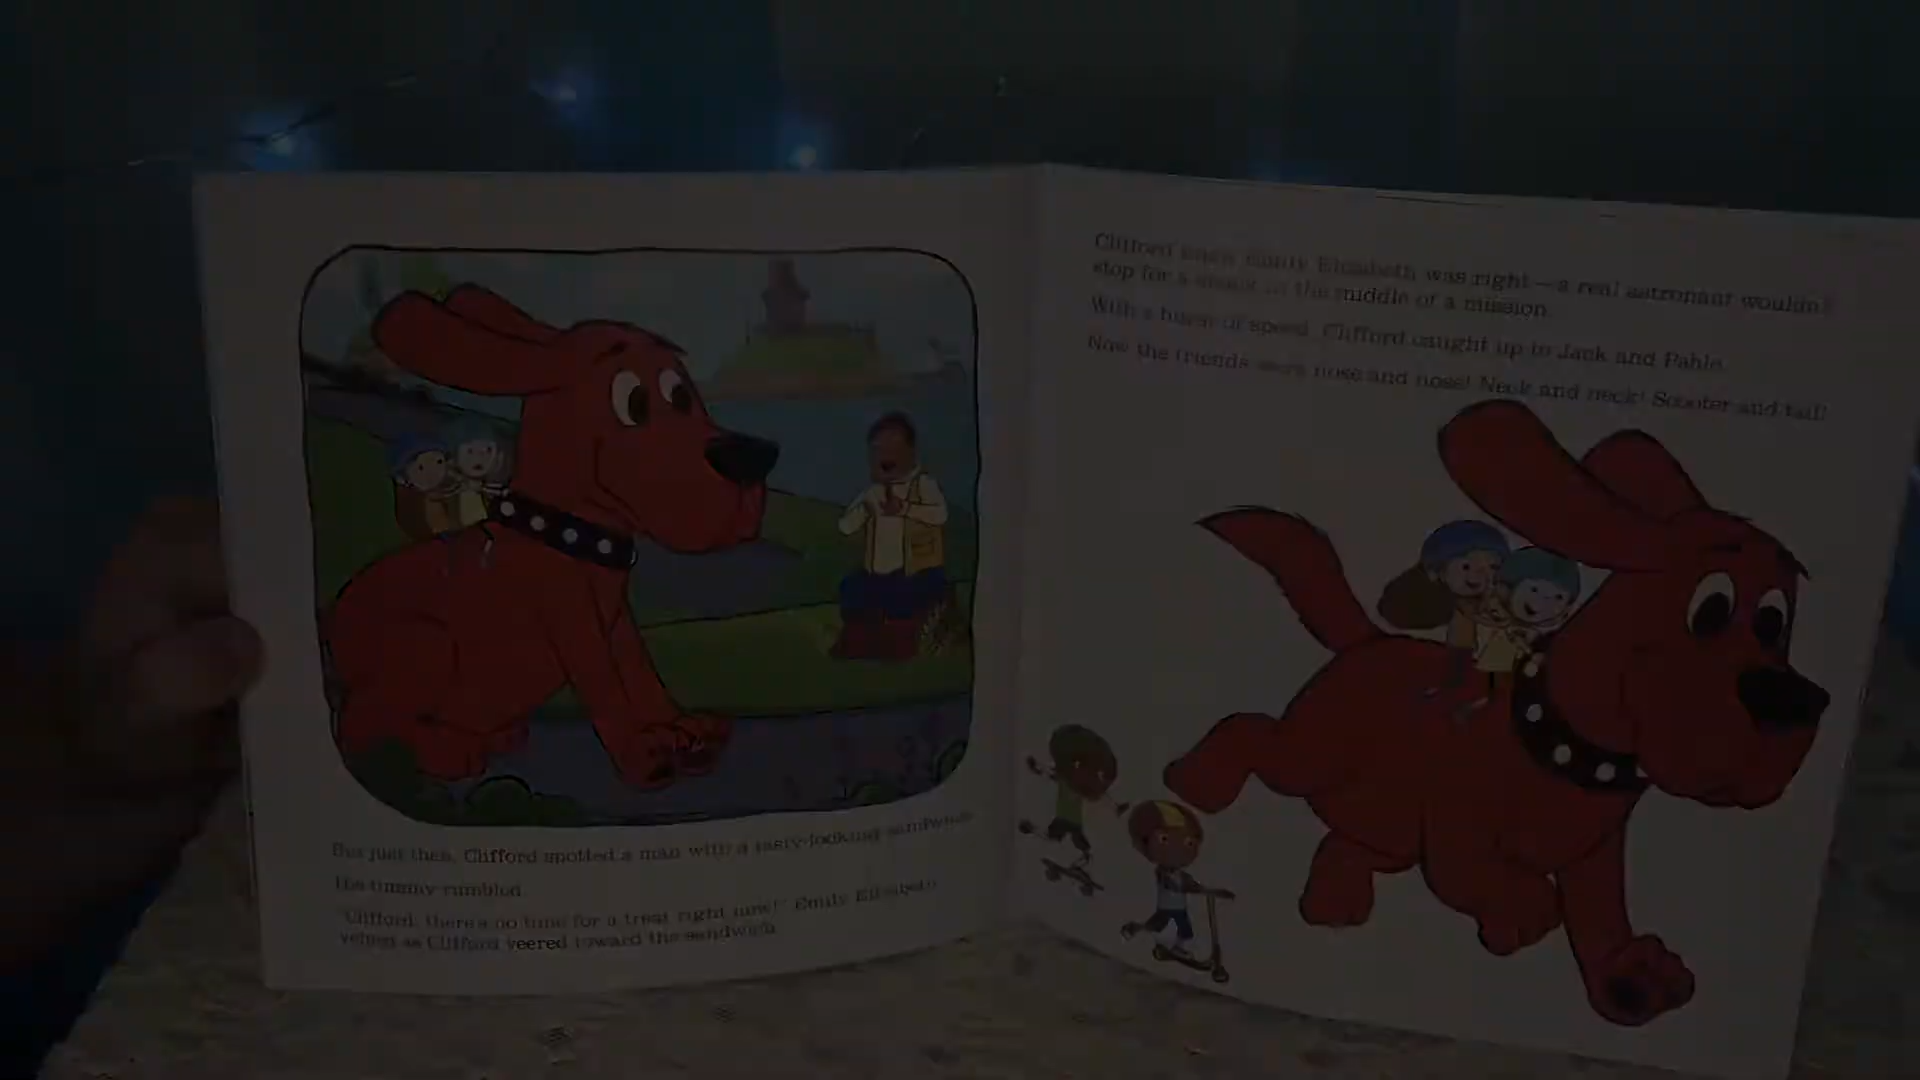 But just then, Clifford spotted a man with a tasty-looking sandwich.
His tummy rumbled.
"Clifford, there's no time for a treat right now!" Emily Elizabeth
yelled as Clifford veered toward the sandwich.
Clifford knew Emily Elizabeth was right—a real astronaut wouldn't
stop for a snack in the middle of a mission.
With a burst of speed, Clifford caught up to Jack and Pablo.
Now the friends were nose and nose! Neck and neck! Scooter and tail!